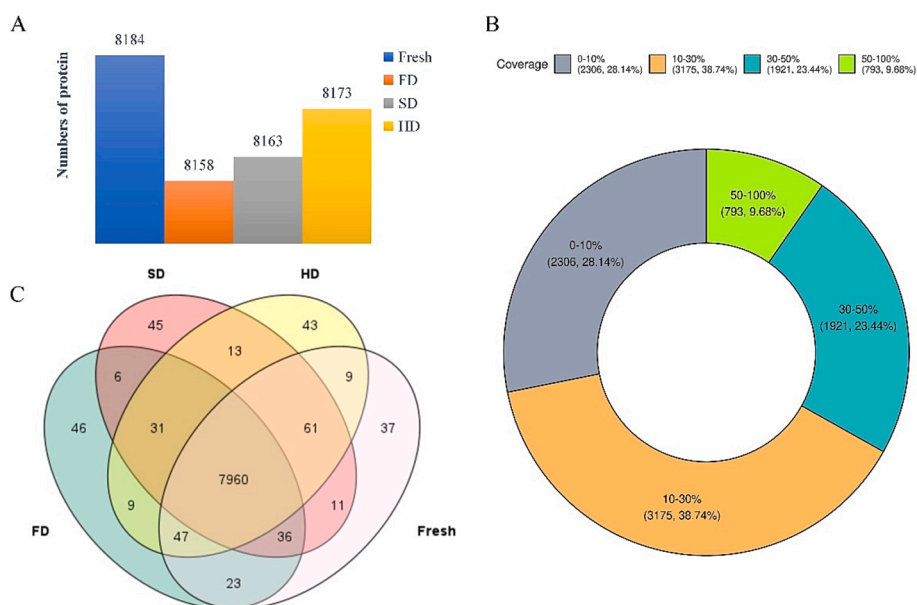 A
8184
8158
8163
8173
Numbers of protein
Fresh
FD
SD
HD
B
Coverage
0-10%
(2306, 28.14%)
10-30%
(3175, 38.74%)
30-50%
(1921, 23.44%)
50-100%
(793, 9.68%)
50-100%
(793, 9.68%)
0-10%
(2306, 28.14%)
30-50%
(1921, 23.44%)
10-30%
(3175, 38.74%)
C
SD
HD
45
43
13
6
9
46
31
61
37
7960
9
11
FD
47
36
Fresh
23